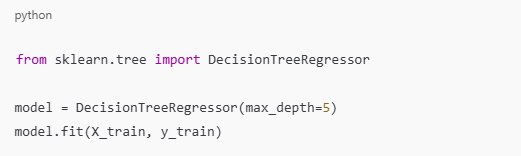 python
from sklearn.tree import DecisionTreeRegressor
model = DecisionTreeRegressor(max_depth=5)
model.fit(X_train, y_train)